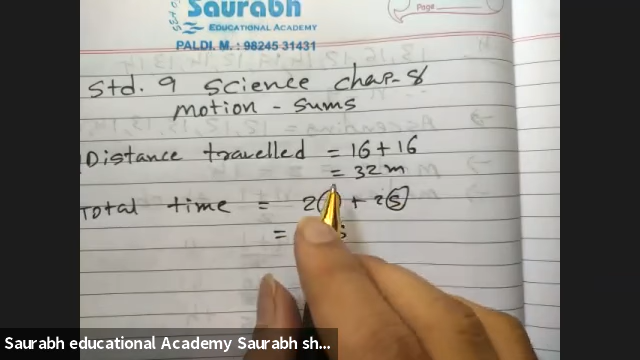 Saurabh
EDUCATIONAL ACADEMY
PALDI. M. : 98245 31431
Page
Std. 9 Science chap-8
motion - sums
Distance travelled = 16 + 16
= 32 m
Total time = 2 + 2(s)
=
Saurabh educational Academy Saurabh sh...